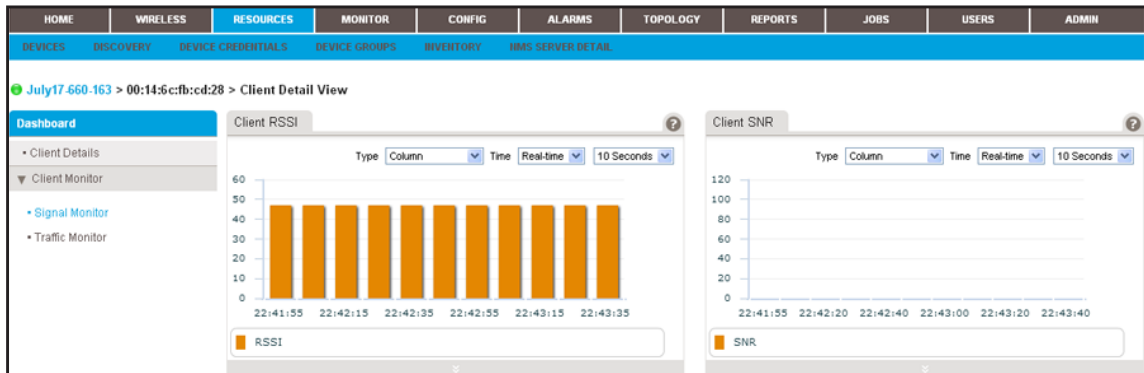 HOME WIRELESS RESOURCES MONITOR CONFIG ALARMS TOPOLOGY REPORTS JOBS USERS ADMIN
DEVICES DISCOVERY DEVICE CREDENTIALS DEVICE GROUPS INVENTORY NMS SERVER DETAIL
July17-660-163 > 00:14:6c:fb:cd:28 > Client Detail View
Dashboard
• Client Details
▼ Client Monitor
• Signal Monitor
• Traffic Monitor
Client RSSI ?
Type Column Time Real-time 10 Seconds
60
50
40
30
20
10
0
22:41:55 22:42:15 22:42:35 22:42:55 22:43:15 22:43:35
RSSI
Client SNR ?
Type Column Time Real-time 10 Seconds
120
100
80
60
40
20
0
22:41:55 22:42:20 22:42:40 22:43:00 22:43:20 22:43:40
SNR